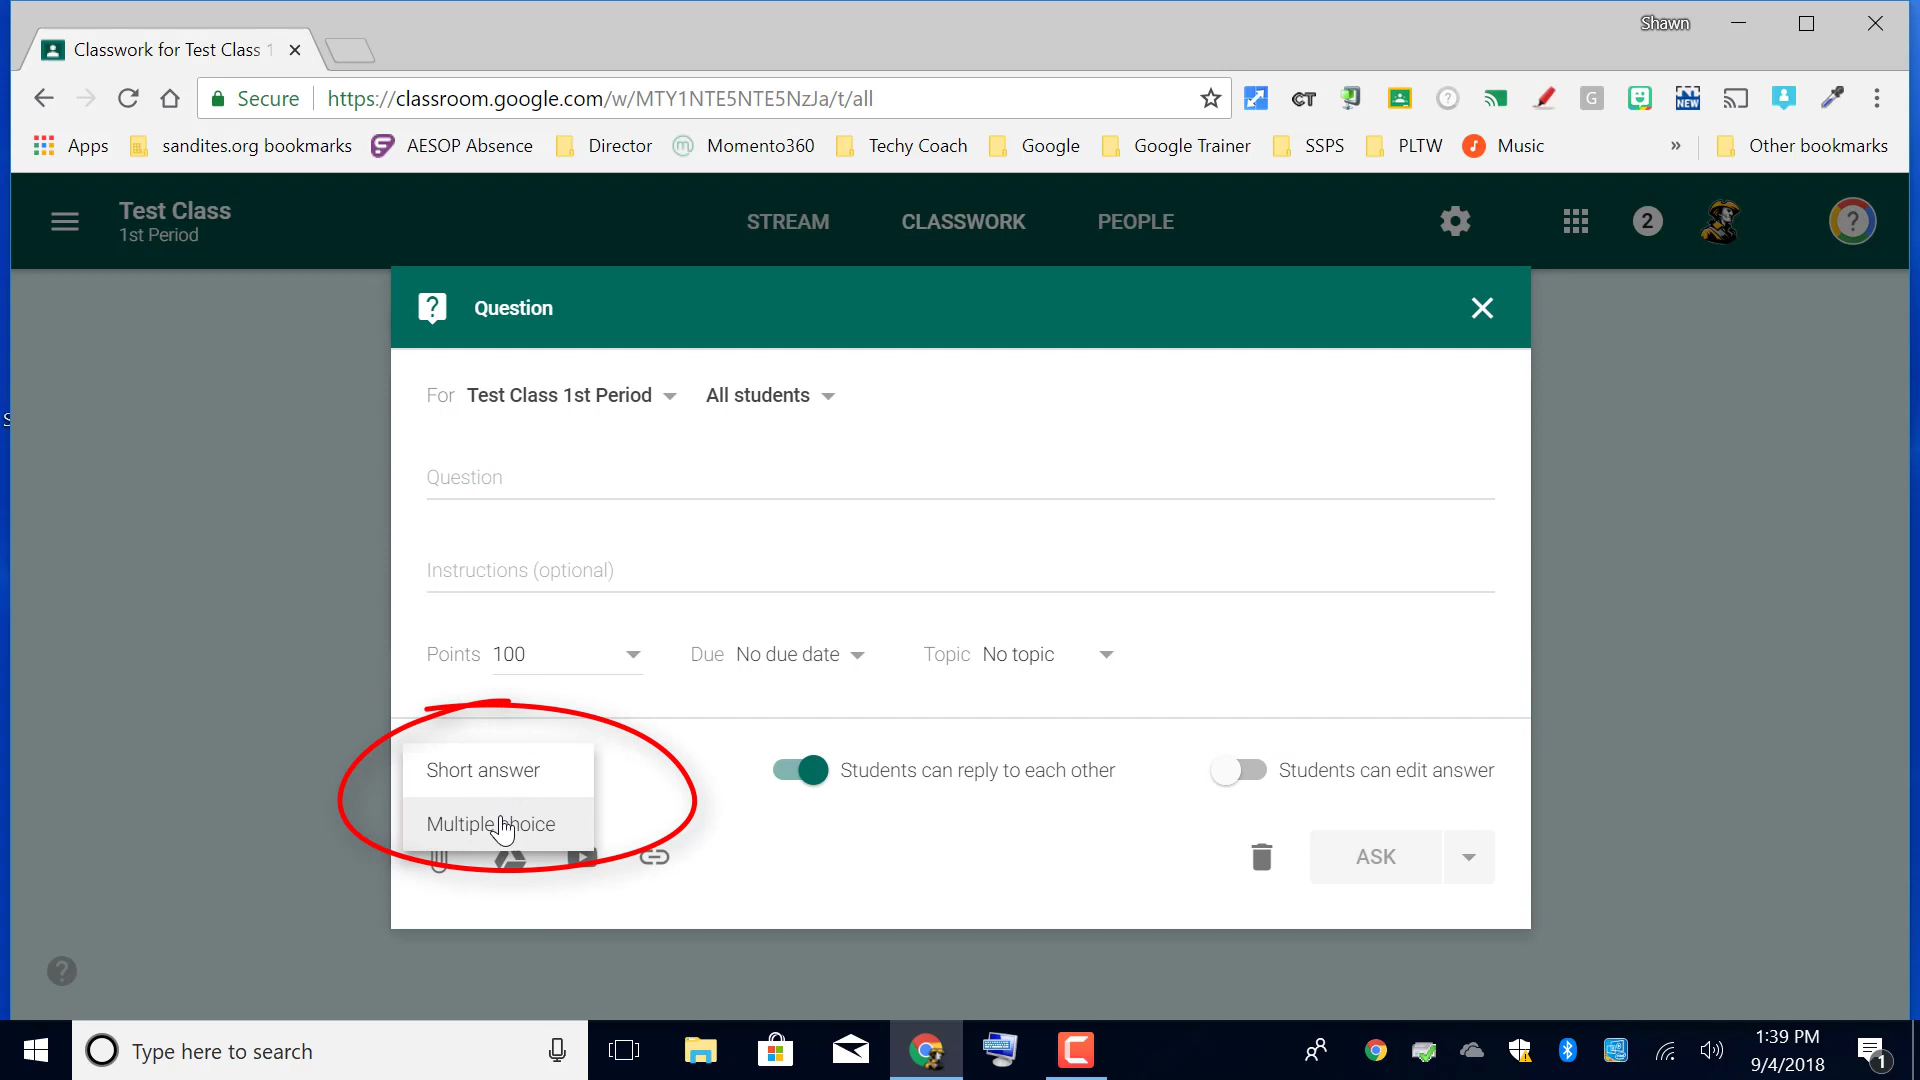 Shawn
Classwork for Test Class 1
Secure https://classroom.google.com/w/MTY1NTE5NTE5NzJa/t/all
CT
G
NEW
Apps sandites.org bookmarks AESOP Absence Director Momento360 Techy Coach Google Google Trainer SSPS PLTW Music » Other bookmarks
Test Class
1st Period
STREAM CLASSWORK PEOPLE
2
Question
For Test Class 1st Period All students
Question
Instructions (optional)
Points 100 Due No due date Topic No topic
Short answer
Students can reply to each other
Students can edit answer
Multiple choice
ASK
Type here to search
1:39 PM
9/4/2018
1